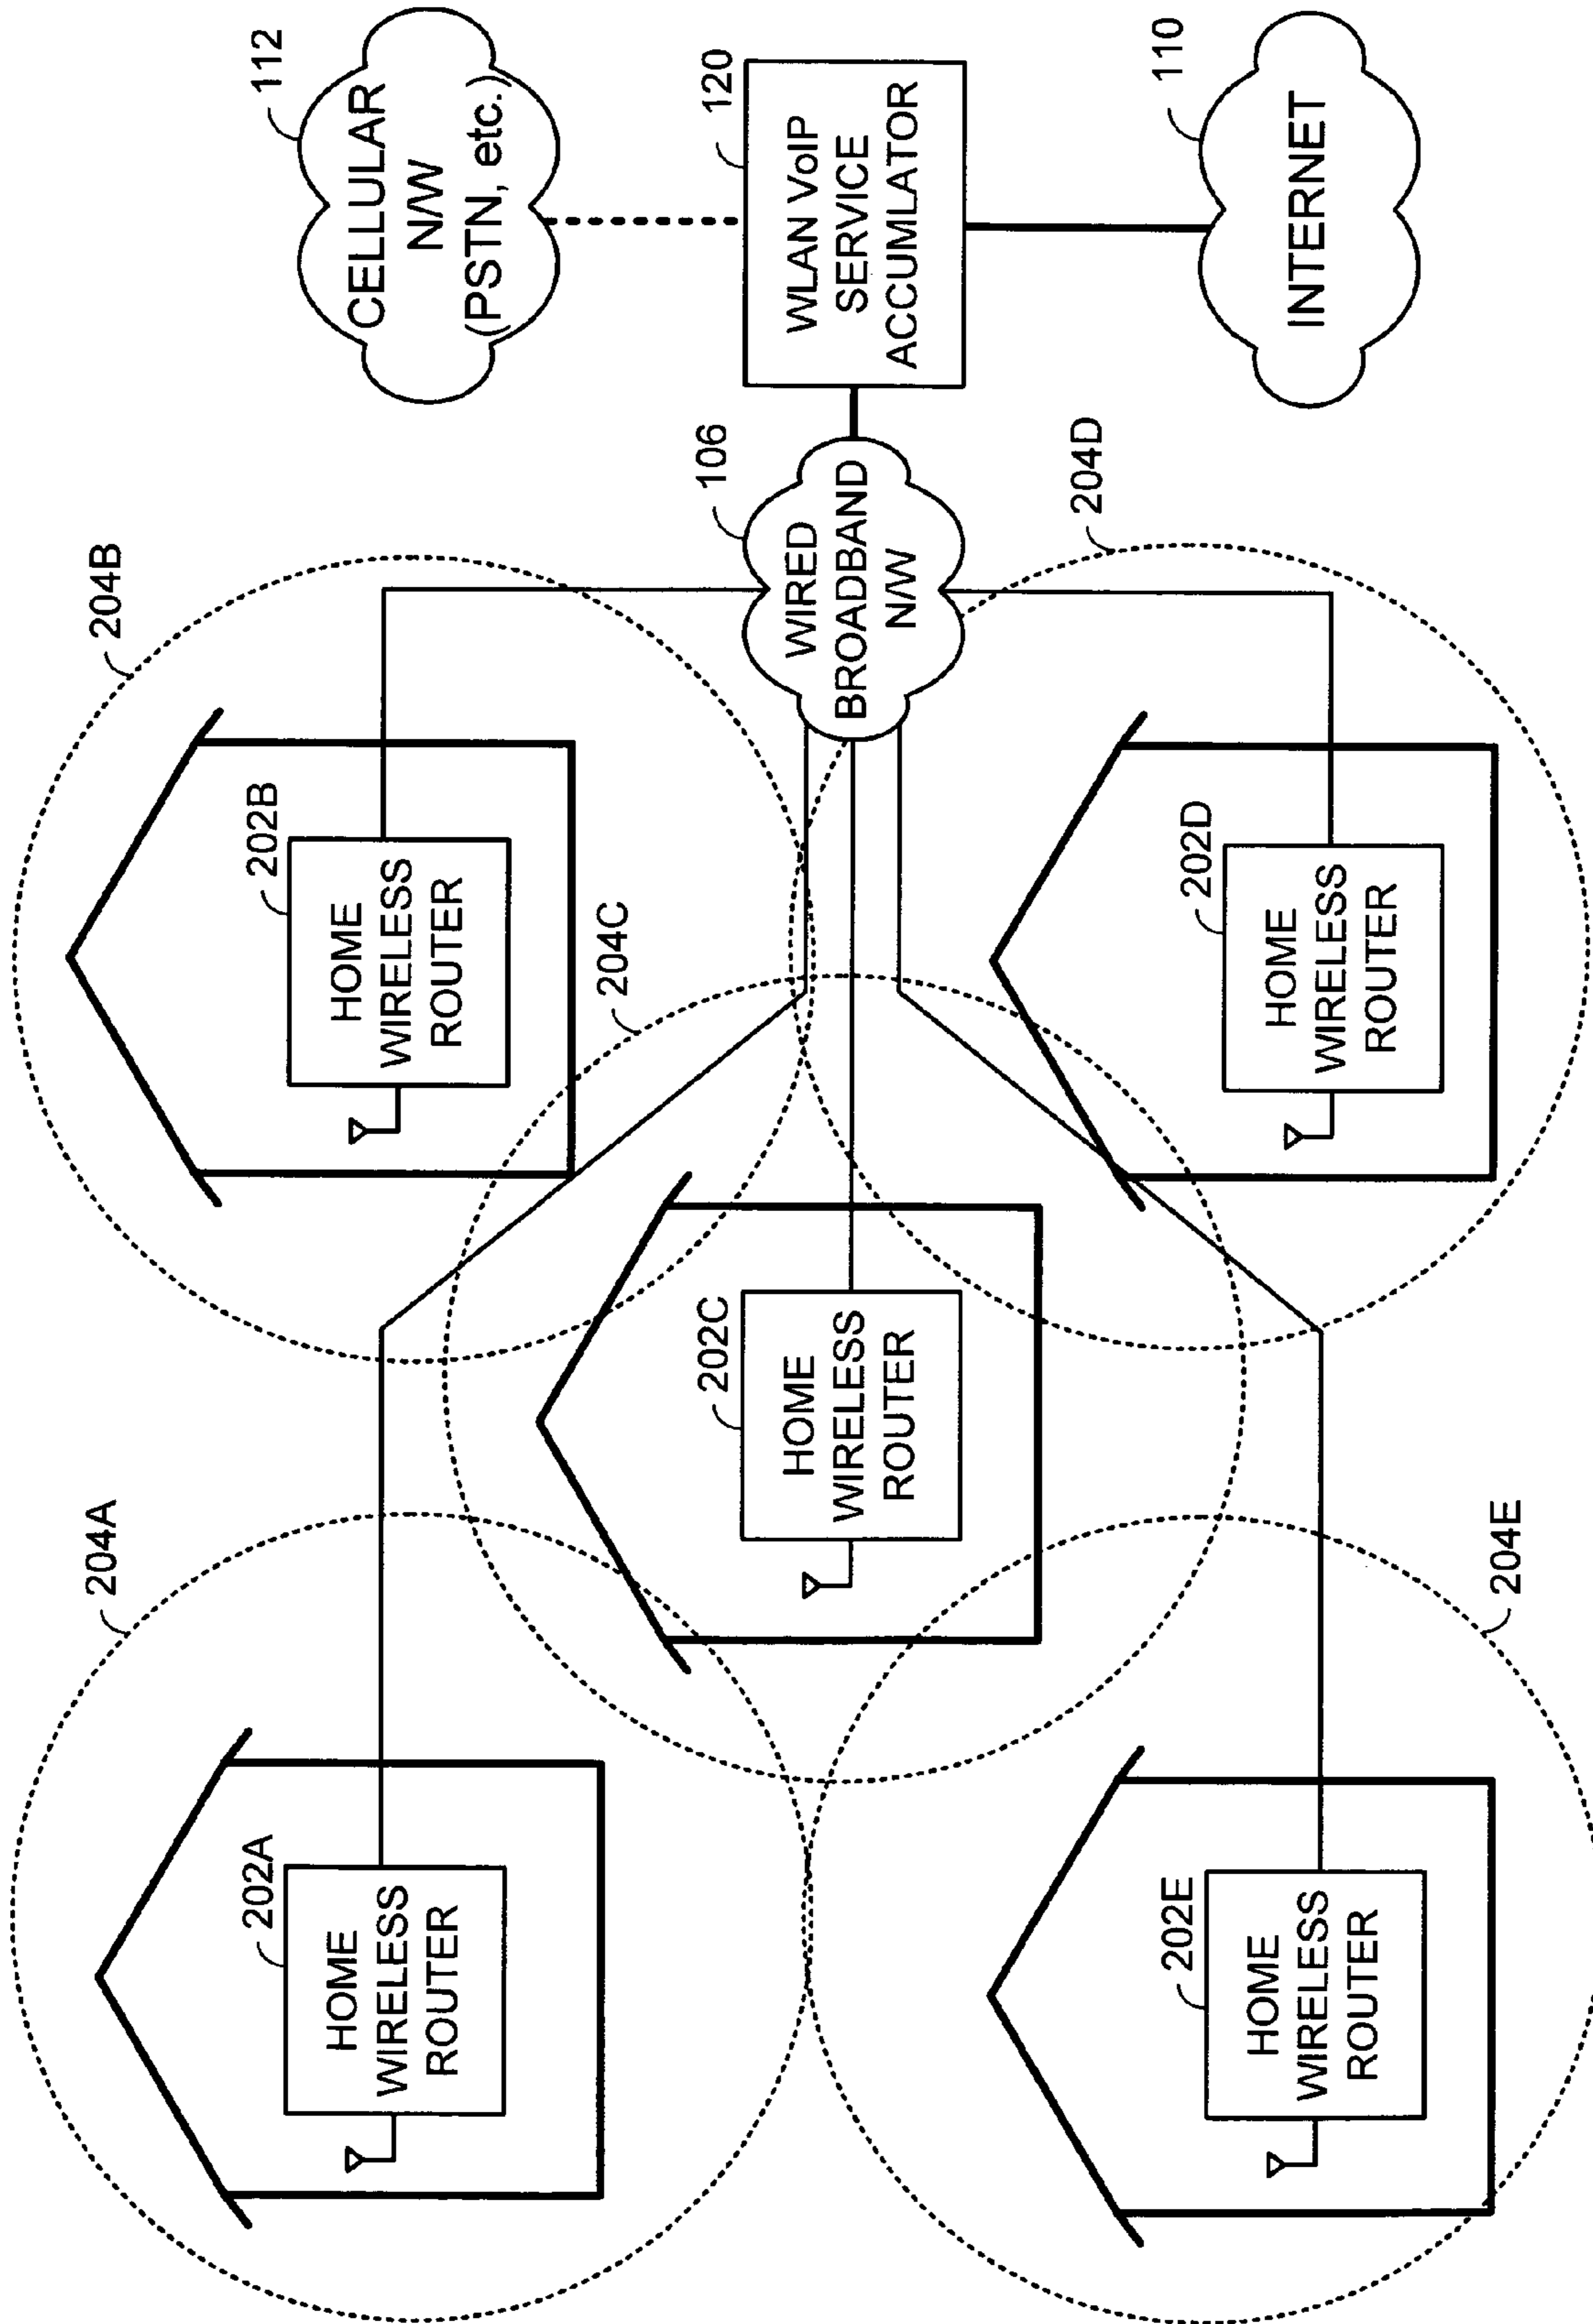 204A
202A
HOME
WIRELESS
ROUTER
204B
202B
HOME
WIRELESS
ROUTER
112
CELLULAR
N/W
(PSTN, etc.)
204C
202C
HOME
WIRELESS
ROUTER
106
WIRED
BROADBAND
N/W
120
WLAN VoIP
SERVICE
ACCUMLATOR
204E
202E
HOME
WIRELESS
ROUTER
204D
202D
HOME
WIRELESS
ROUTER
110
INTERNET